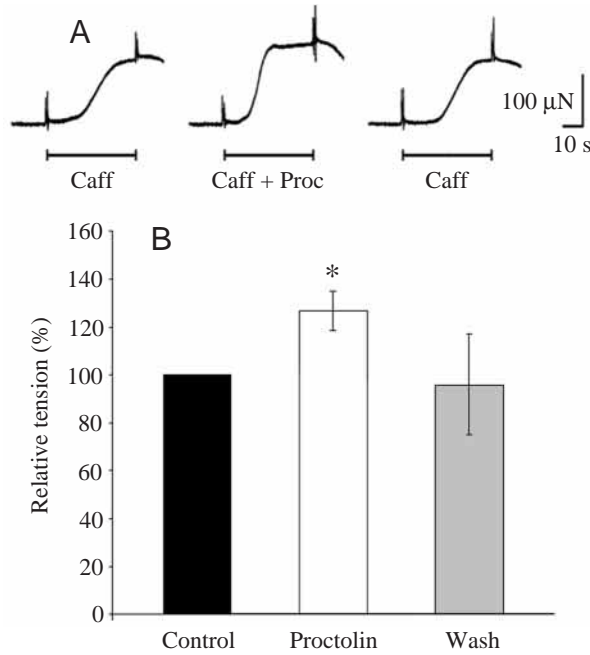 A
100 µN
10 s
Caff
Caff + Proc
Caff
B
160
140
120
100
80
60
40
20
0
Relative tension (%)
*
Control
Proctolin
Wash